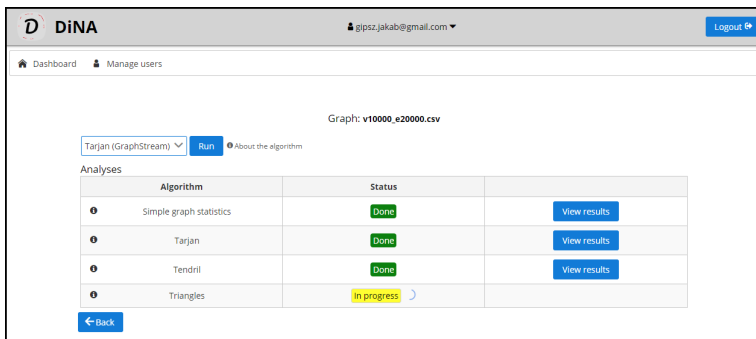 D DiNA gipsz.jakab@gmail.com Logout
Dashboard Manage users
Graph: v10000_e20000.csv
Tarjan (GraphStream) Run About the algorithm
Analyses
Algorithm Status
Simple graph statistics Done View results
Tarjan Done View results
Tendril Done View results
Triangles In progress
Back